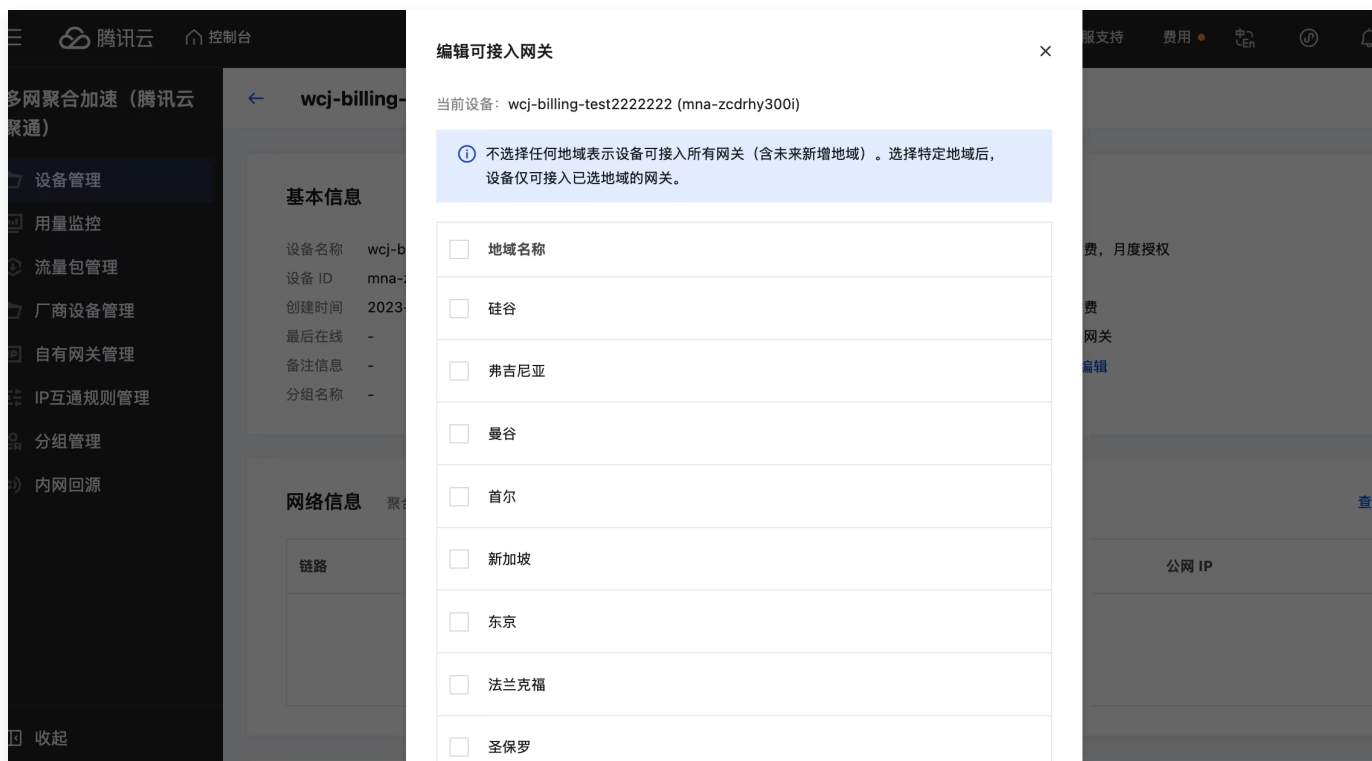 腾讯云
控制台
服支持
费用
中
En
多网聚合加速（腾讯云
聚通）
设备管理
用量监控
流量包管理
厂商设备管理
自有网关管理
IP互通规则管理
分组管理
内网回源
收起
wcj-billing-
基本信息
设备名称 wcj-b
设备 ID mna-
创建时间 2023-
最后在线 -
备注信息 -
分组名称 -
网络信息 聚
链路
编辑可接入网关
当前设备：wcj-billing-test2222222 (mna-zcdrhy300i)
不选择任何地域表示设备可接入所有网关（含未来新增地域）。选择特定地域后，
设备仅可接入已选地域的网关。
地域名称
硅谷
弗吉尼亚
曼谷
首尔
新加坡
东京
法兰克福
圣保罗
费，月度授权
费
网关
编辑
查
公网 IP